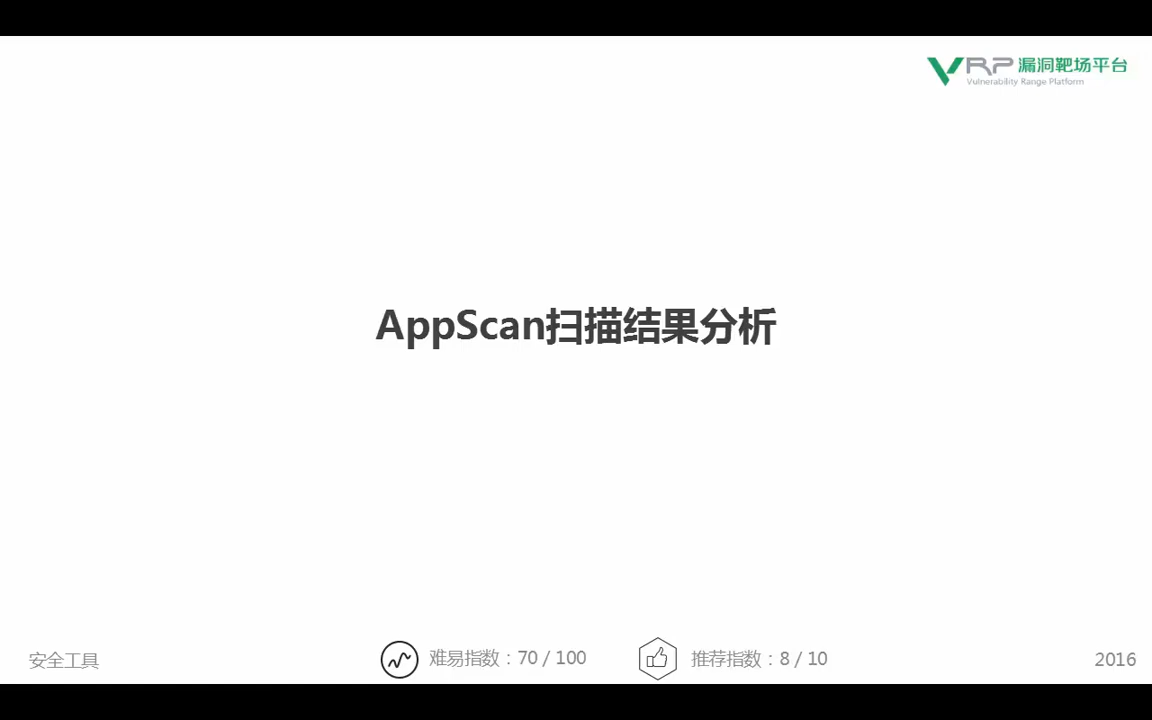 VRP 漏洞靶场平台
Vulnerability Range Platform
AppScan扫描结果分析
安全工具
难易指数：70 / 100
推荐指数：8 / 10
2016